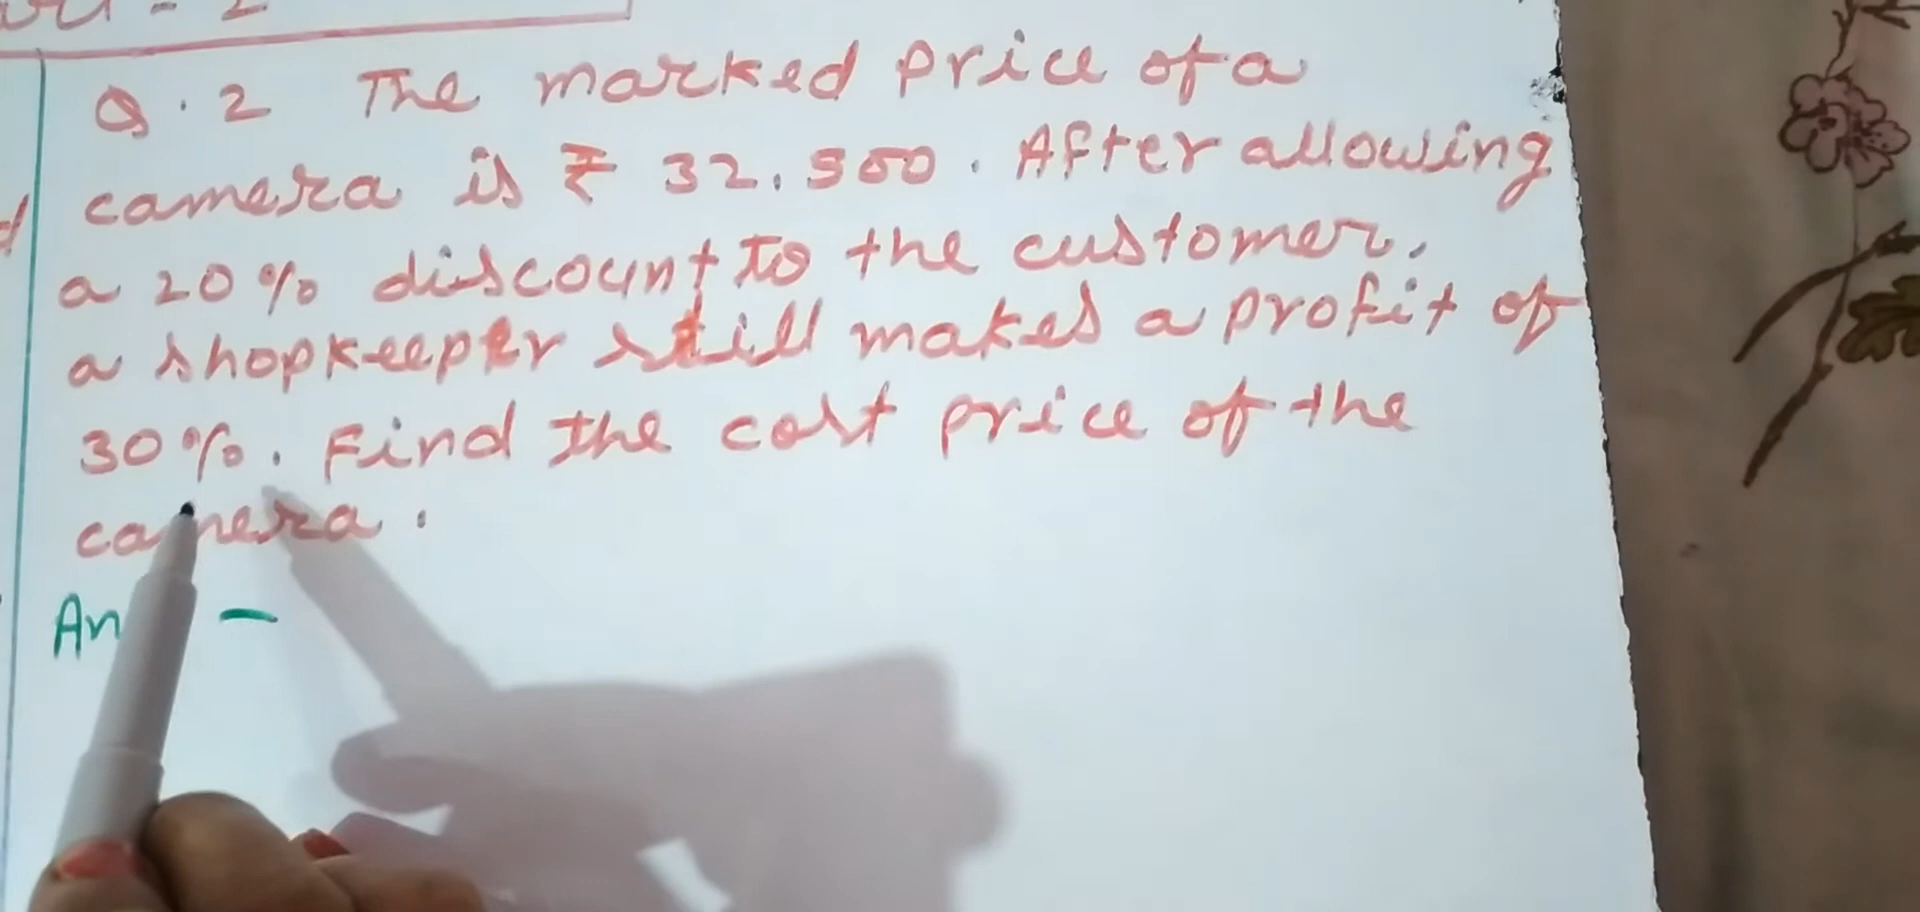 Q.2 The marked price of a
camera is ₹ 32,500. After allowing
a 20% discount to the customer,
a shopkeeper still makes a profit of
30%. Find the cost price of the
camera.